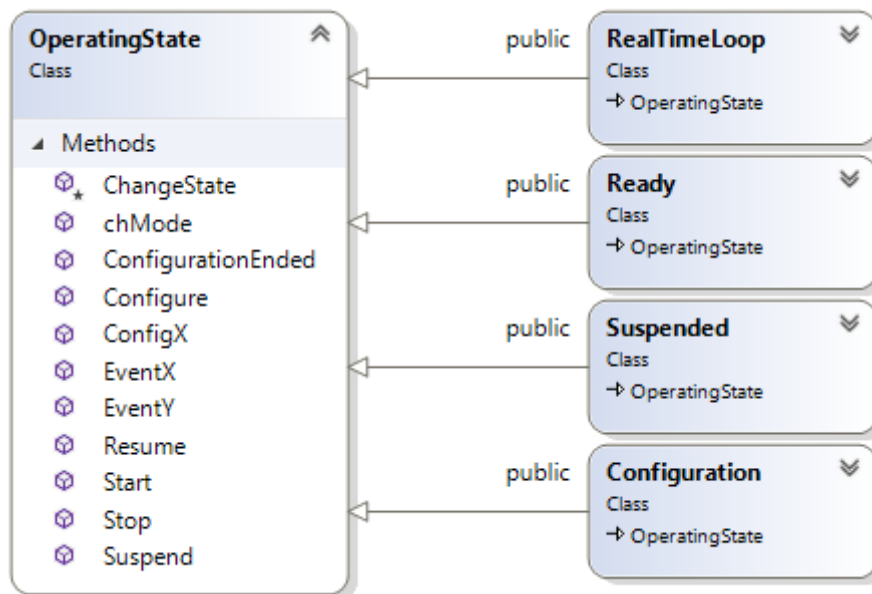 OperatingState
Class
Methods
ChangeState
chMode
ConfigurationEnded
Configure
ConfigX
EventX
EventY
Resume
Start
Stop
Suspend
public
RealTimeLoop
Class
OperatingState
public
Ready
Class
OperatingState
public
Suspended
Class
OperatingState
public
Configuration
Class
OperatingState